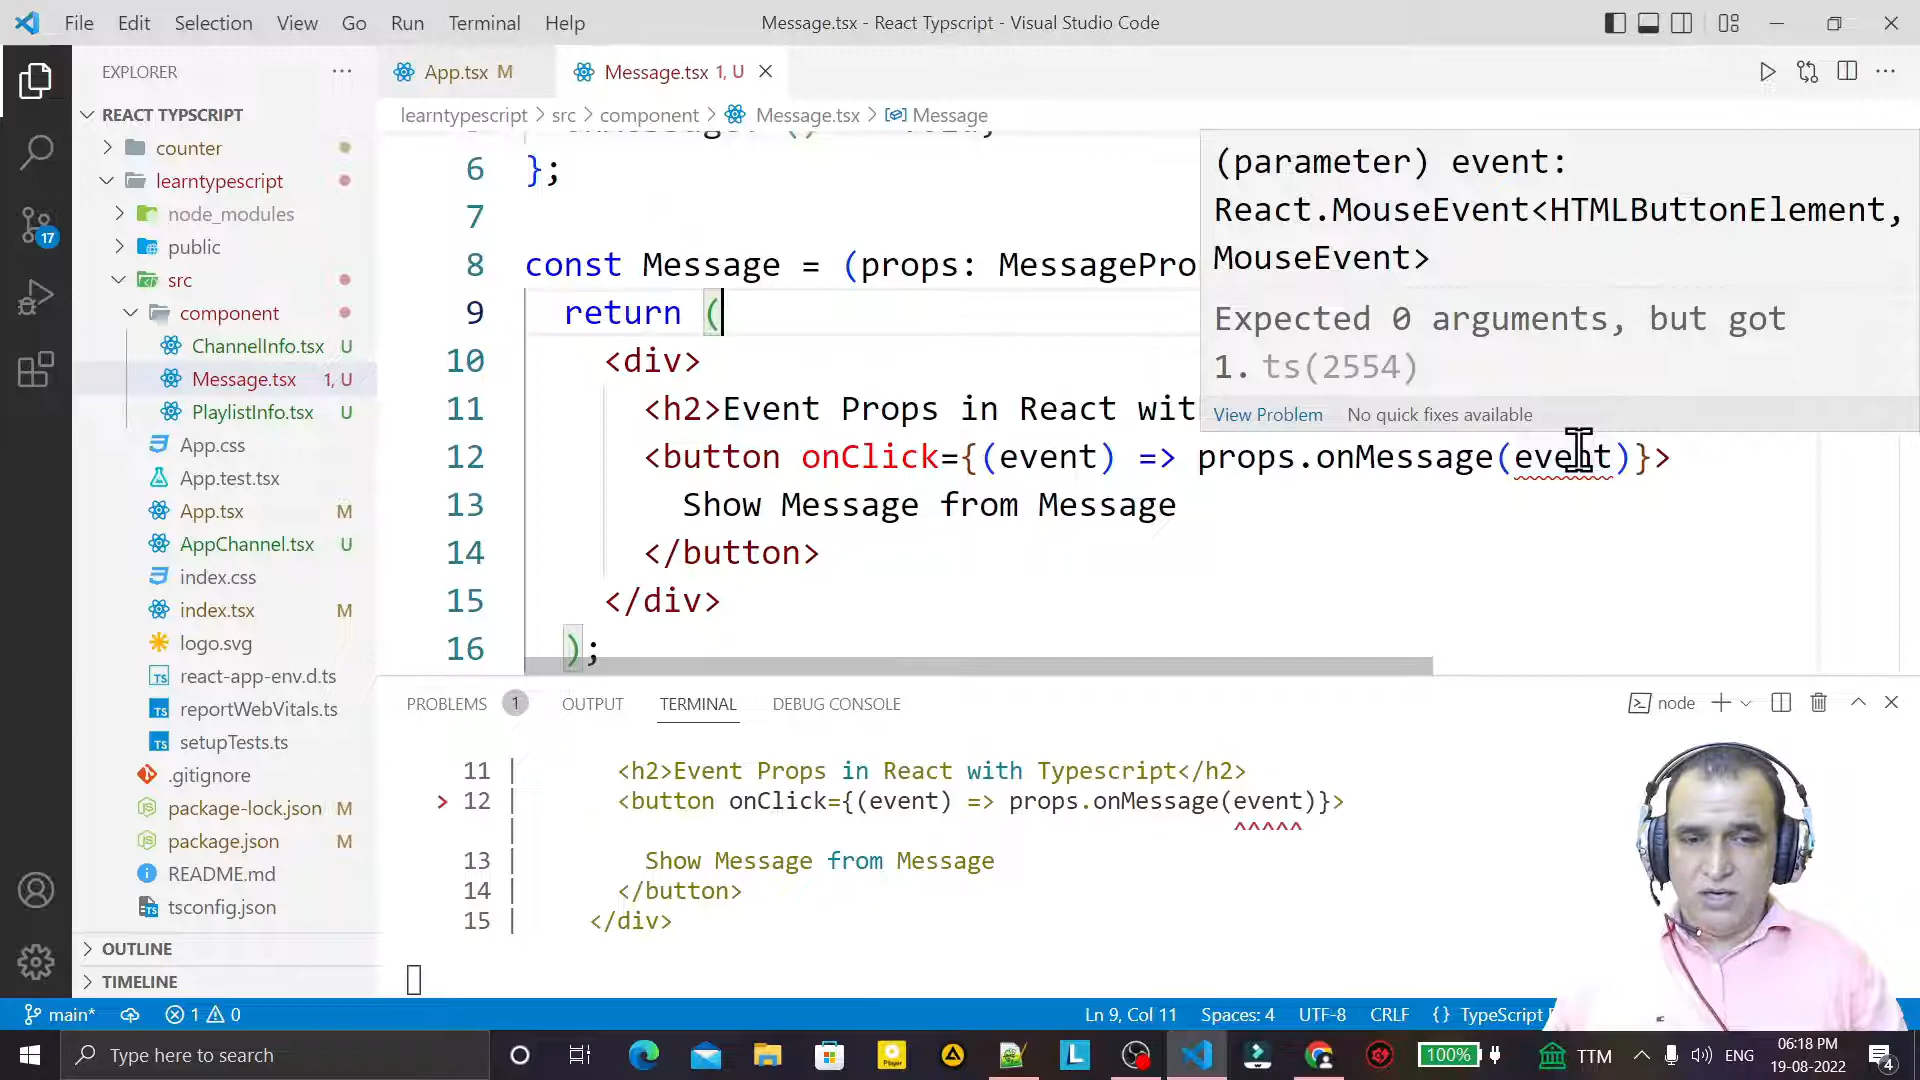 File Edit Selection View Go Run Terminal Help
Message.tsx - React Typscript - Visual Studio Code
EXPLORER
REACT TYPSCRIPT
counter
learntypescript
node_modules
public
src
component
ChannelInfo.tsx U
Message.tsx 1, U
PlaylistInfo.tsx U
App.css
App.test.tsx
App.tsx M
AppChannel.tsx U
index.css
index.tsx M
logo.svg
react-app-env.d.ts
reportWebVitals.ts
setupTests.ts
.gitignore
package-lock.json M
package.json M
README.md
tsconfig.json
OUTLINE
TIMELINE
17
App.tsx M
Message.tsx 1, U
learntypescript > src > component > Message.tsx > Message
6 };
7
8 const Message = (props: MessagePro
9 return (
10 <div>
11 <h2>Event Props in React wit
12 <button onClick={(event) => props.onMessage(event)}>
13 Show Message from Message
14 </button>
15 </div>
16 );
(parameter) event:
React.MouseEvent<HTMLButtonElement,
MouseEvent>
Expected 0 arguments, but got
1. ts(2554)
View Problem No quick fixes available
PROBLEMS 1 OUTPUT TERMINAL DEBUG CONSOLE
node
11 | <h2>Event Props in React with Typescript</h2>
> 12 | <button onClick={(event) => props.onMessage(event)}>
| ^^^^^
13 | Show Message from Message
14 | </button>
15 | </div>
main* 1 0
Ln 9, Col 11 Spaces: 4 UTF-8 CRLF {} TypeScript
Type here to search
Player
L
100%
TTM
ENG
06:18 PM
19-08-2022
4